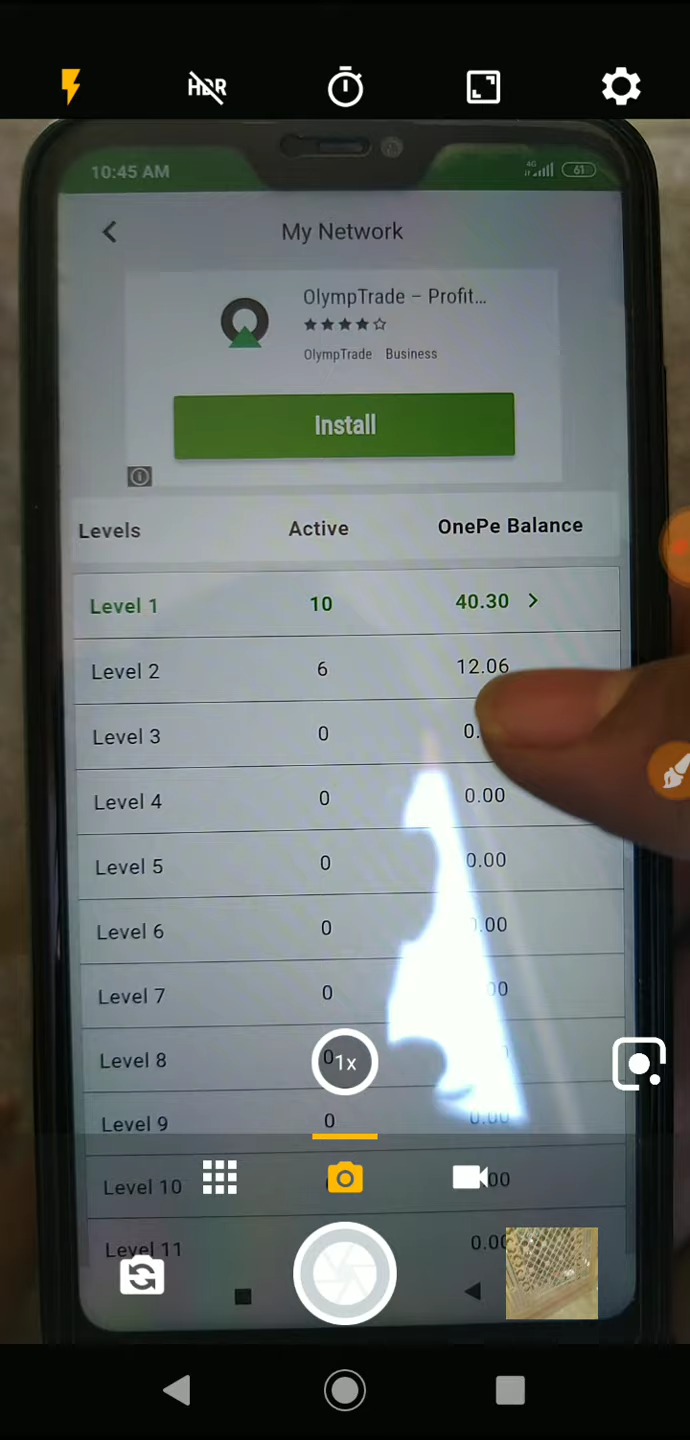 HDR
10:45 AM 4G 61
My Network
OlympTrade – Profit...
OlympTrade Business
Install
Levels Active OnePe Balance
Level 1 10 40.30 >
Level 2 6 12.06
Level 3 0 0.
Level 4 0 0.00
Level 5 0 0.00
Level 6 0 .00
Level 7 0 00
Level 8 0
1x
Level 9 0 0.00
Level 10 00
Level 11 0.00